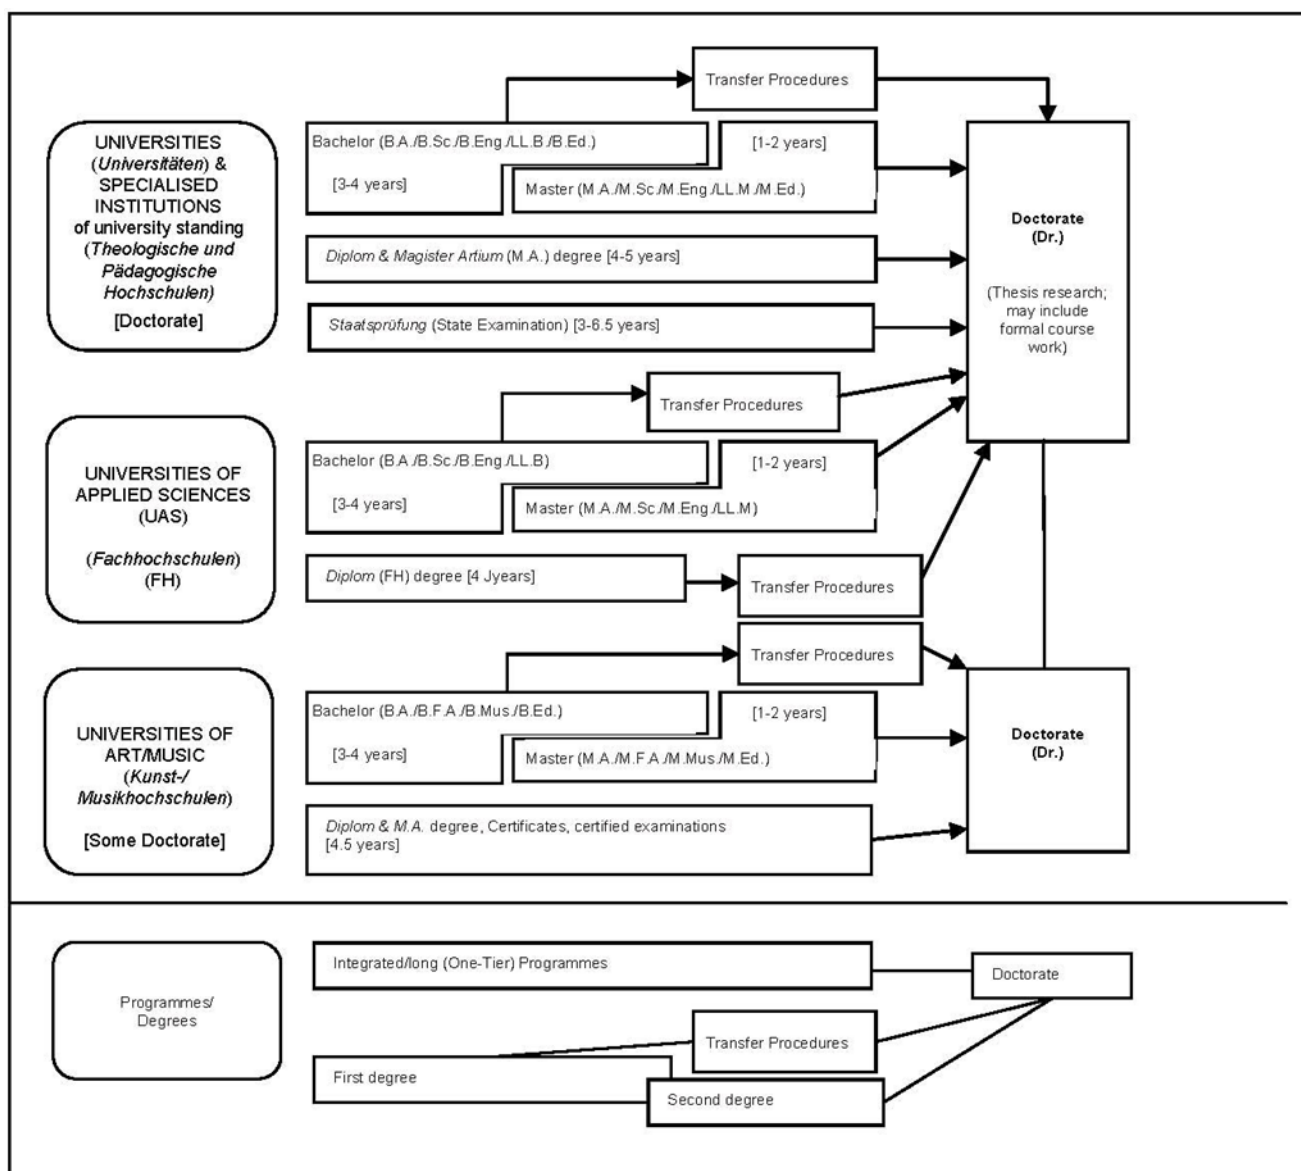 Transfer Procedures
UNIVERSITIES
(Universitäten) &
SPECIALISED
INSTITUTIONS
of university standing
(Theologische und
Pädagogische
Hochschulen)
[Doctorate]
Bachelor (B.A./B.Sc./B.Eng./LL.B./B.Ed.)
[3-4 years]
[1-2 years]
Master (M.A./M.Sc./M.Eng./LL.M./M.Ed.)
Diplom & Magister Artium (M.A.) degree [4-5 years]
Staatsprüfung (State Examination) [3-6.5 years]
Doctorate
(Dr.)
(Thesis research;
may include
formal course
work)
Transfer Procedures
UNIVERSITIES OF
APPLIED SCIENCES
(UAS)
(Fachhochschulen)
(FH)
Bachelor (B.A./B.Sc./B.Eng./LL.B)
[3-4 years]
[1-2 years]
Master (M.A./M.Sc./M.Eng./LL.M)
Diplom (FH) degree [4 Jyears]
Transfer Procedures
Transfer Procedures
UNIVERSITIES OF
ART/MUSIC
(Kunst-/
Musikhochschulen)
[Some Doctorate]
Bachelor (B.A./B.F.A./B.Mus./B.Ed.)
[3-4 years]
[1-2 years]
Master (M.A./M.F.A./M.Mus./M.Ed.)
Diplom & M.A. degree, Certificates, certified examinations
[4.5 years]
Doctorate
(Dr.)
Programmes/
Degrees
Integrated/long (One-Tier) Programmes
Doctorate
Transfer Procedures
First degree
Second degree